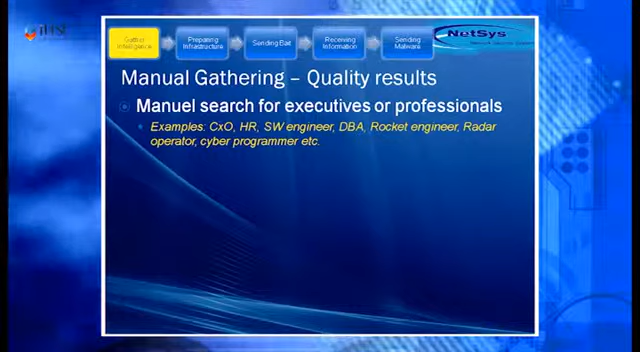 Gather
Intelligence
Preparing
Infrastructure
Sending Bait
Receiving
Information
Sending
Malware
NetSys
Manual Gathering – Quality results
Manuel search for executives or professionals
Examples: CxO, HR, SW engineer, DBA, Rocket engineer, Radar
operator, cyber programmer etc.